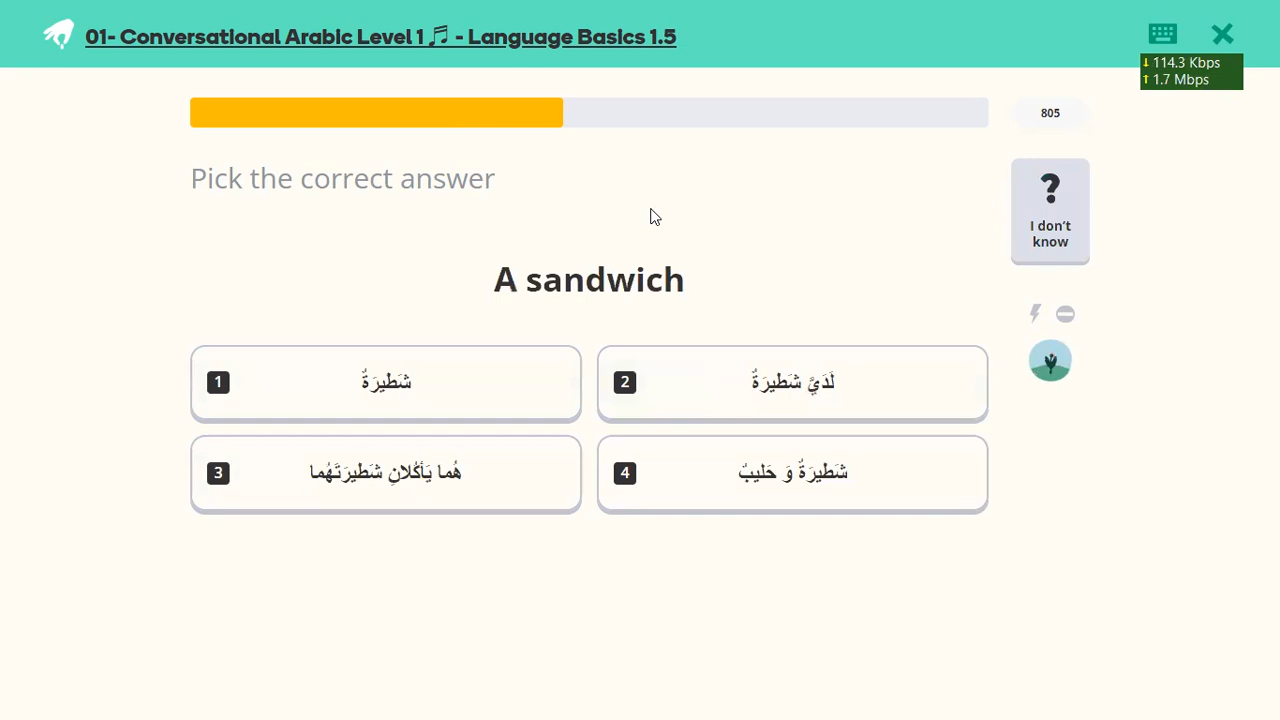 01- Conversational Arabic Level 1 🎵 - Language Basics 1.5
↓ 114.3 Kbps
↑ 1.7 Mbps
805
Pick the correct answer
?
I don't
know
A sandwich
1 شَطيرَةٌ
2 لَدَيَّ شَطيرَةٌ
3 هُما يَأكُلانِ شَطيرَتَهُما
4 شَطيرَةٌ وَ حَليبٌ